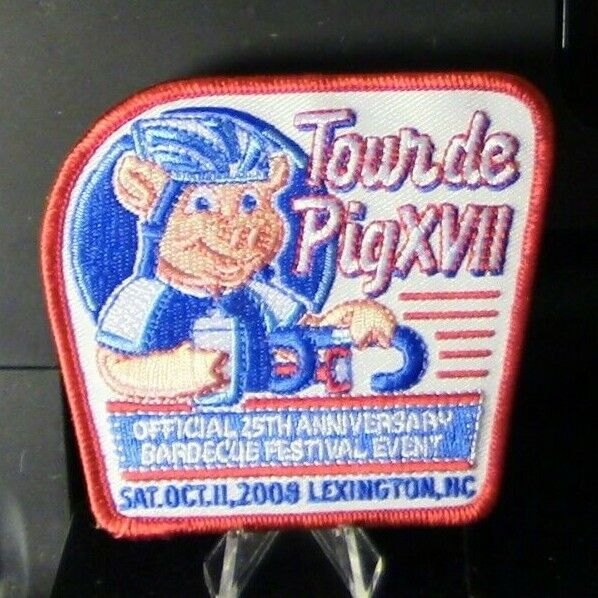 Tour de
Pig XVII
OFFICIAL 25TH ANNIVERSARY
BARBECUE FESTIVAL EVENT
SAT. OCT. 11, 2008 LEXINGTON, NC